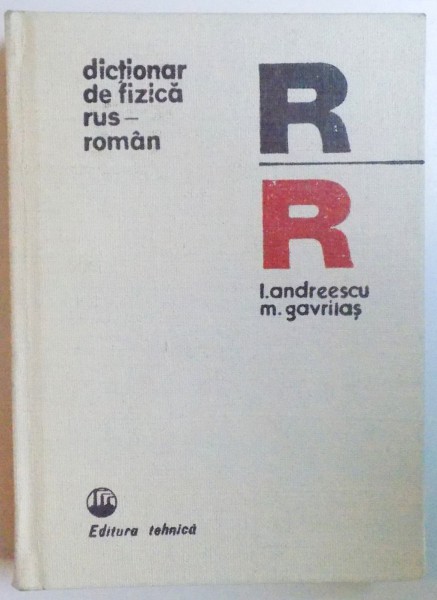 dicționar
de fizică
rus–
român
R
R
l.andreescu
m. gavrilaș
Editura tehnică